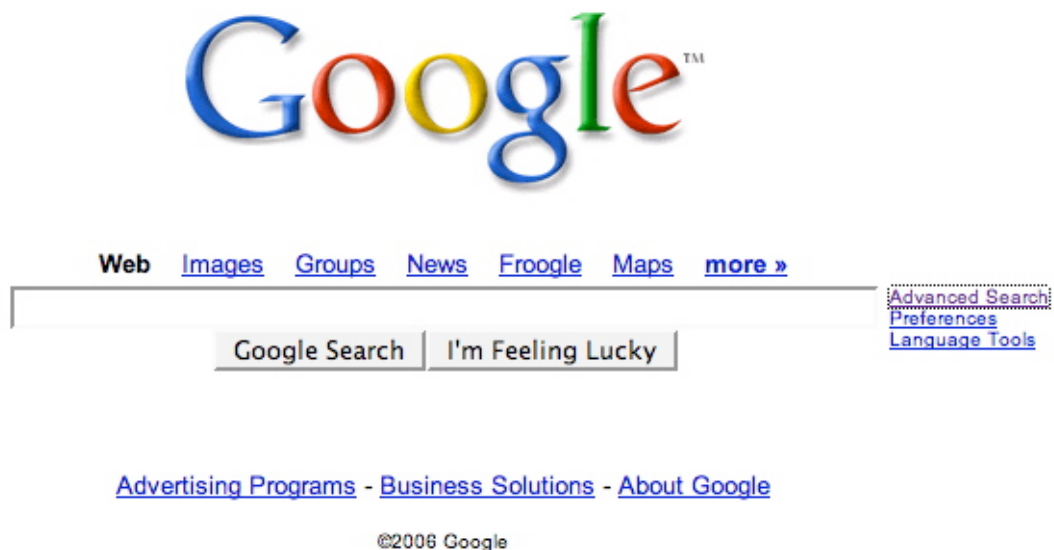 Google™
Web Images Groups News Froogle Maps more »
Advanced Search
Preferences
Language Tools
Google Search I'm Feeling Lucky
Advertising Programs - Business Solutions - About Google
©2006 Google